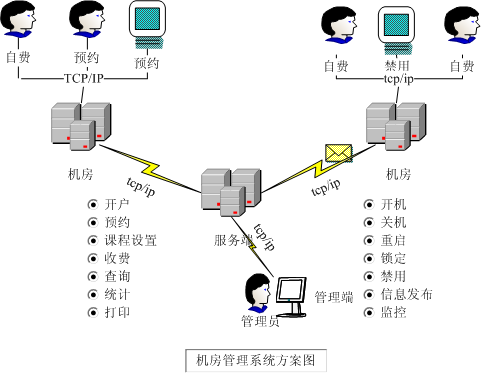 自费
预约
预约
TCP/IP
自费
禁用
自费
tcp/ip
机房
机房
tcp/ip
tcp/ip
服务端
tcp/ip
开户
预约
课程设置
收费
查询
统计
打印
开机
关机
重启
锁定
禁用
信息发布
监控
管理员
管理端
机房管理系统方案图